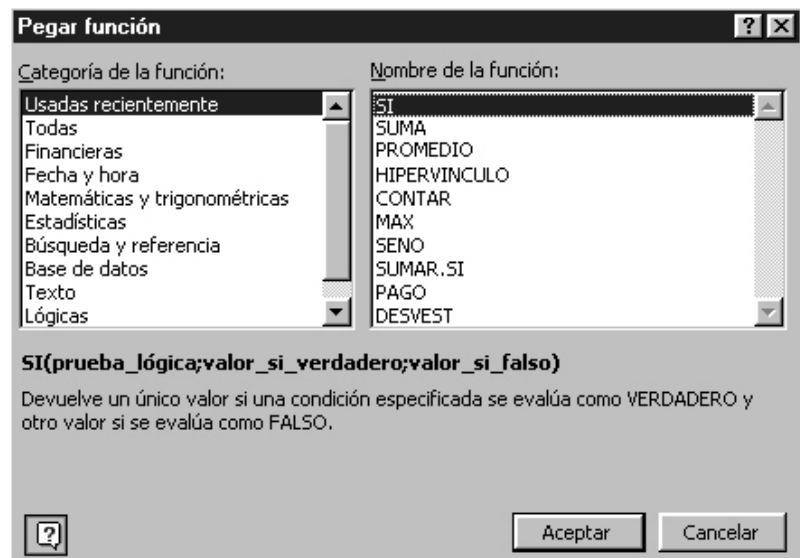 Pegar función
Categoría de la función:
Nombre de la función:
Usadas recientemente
Todas
Financieras
Fecha y hora
Matemáticas y trigonométricas
Estadísticas
Búsqueda y referencia
Base de datos
Texto
Lógicas
SI
SUMA
PROMEDIO
HIPERVINCULO
CONTAR
MAX
SENO
SUMAR.SI
PAGO
DESVEST
SI(prueba_lógica;valor_si_verdadero;valor_si_falso)
Devuelve un único valor si una condición especificada se evalúa como VERDADERO y
otro valor si se evalúa como FALSO.
Aceptar
Cancelar